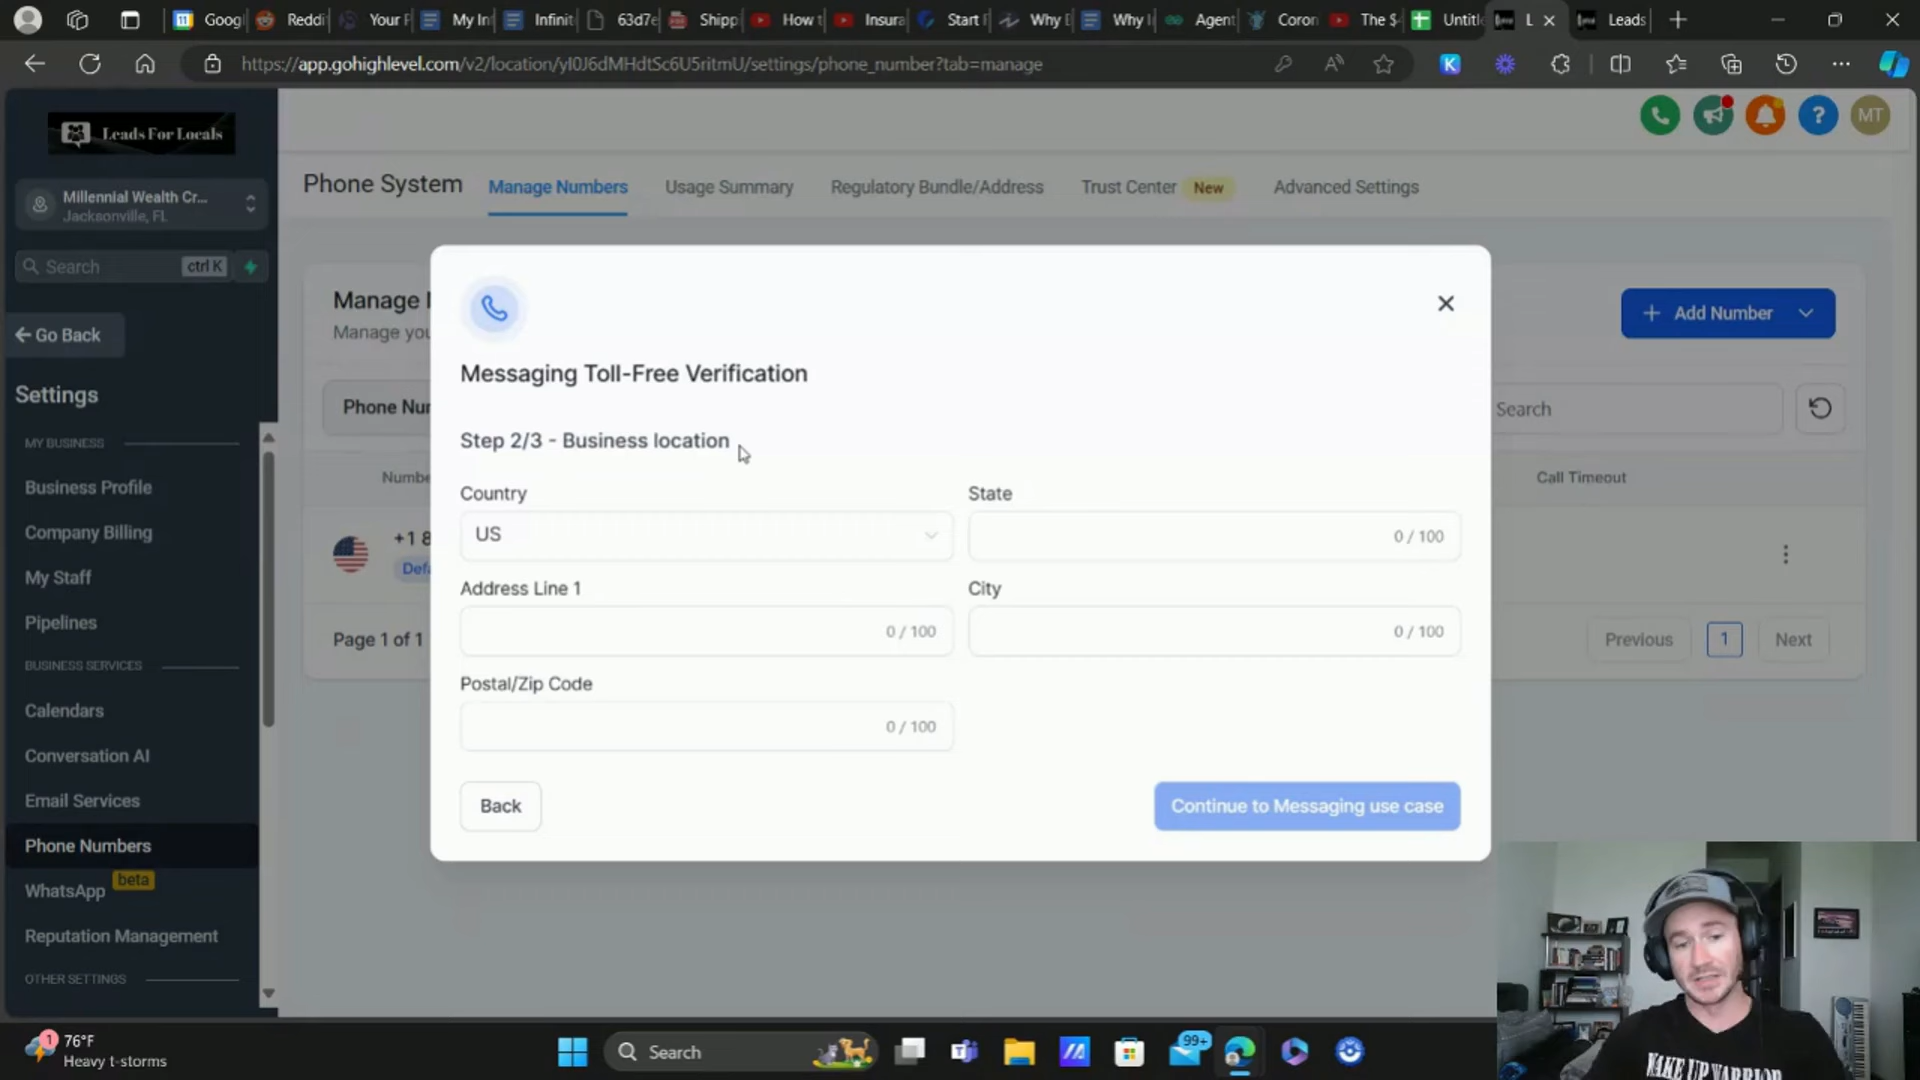 Googl
Reddi
Your F
My Int
Infinit
63d7e
Shipp
How t
Insura
Start F
Why E
Why I
Agent
Coron
The $
Untitl
L
Leads
https://app.gohighlevel.com/v2/location/yI0J6dMHdtSc6U5ritmU/settings/phone_number?tab=manage
Leads For Locals
Millennial Wealth Cr...
Jacksonville, FL
Search ctrl K
Go Back
Settings
MY BUSINESS
Business Profile
Company Billing
My Staff
Pipelines
BUSINESS SERVICES
Calendars
Conversation AI
Email Services
Phone Numbers
WhatsApp beta
Reputation Management
OTHER SETTINGS
MT
Phone System Manage Numbers Usage Summary Regulatory Bundle/Address Trust Center New Advanced Settings
Manage
Manage you
+ Add Number
Phone Nur
Search
Numbe
Call Timeout
+1 8
Defa
Page 1 of 1
Previous 1 Next
Messaging Toll-Free Verification
Step 2/3 - Business location
Country State
US 0 / 100
Address Line 1 City
0 / 100 0 / 100
Postal/Zip Code
0 / 100
Back Continue to Messaging use case
WAKE UP WARRIOR
1
76°F
Heavy t-storms
Search
99+